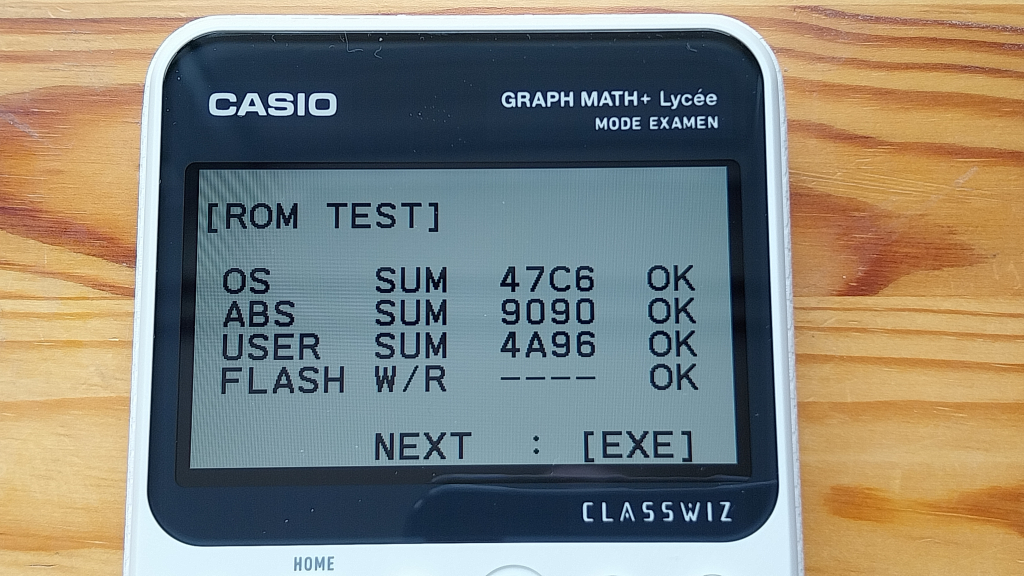 CASIO
GRAPH MATH+ Lycée
MODE EXAMEN
[ROM TEST]
OS SUM 47C6 OK
ABS SUM 9090 OK
USER SUM 4A96 OK
FLASH W/R ---- OK
NEXT : [EXE]
CLASSWIZ
HOME